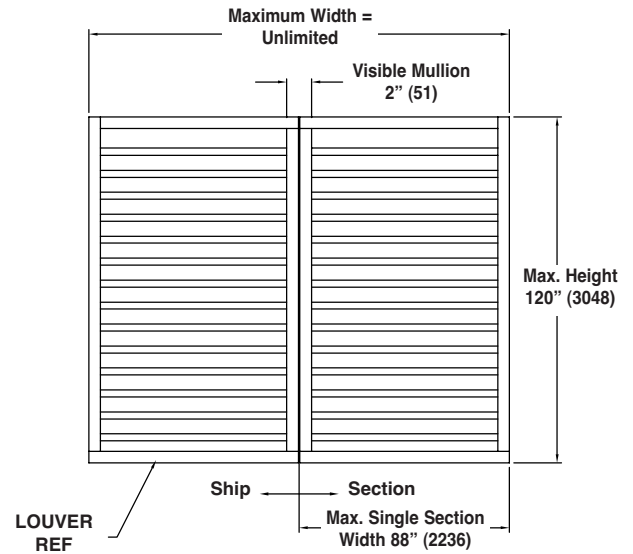 Maximum Width =
Unlimited
Visible Mullion
2” (51)
Max. Height
120” (3048)
Ship
Section
Max. Single Section
Width 88” (2236)
LOUVER
REF